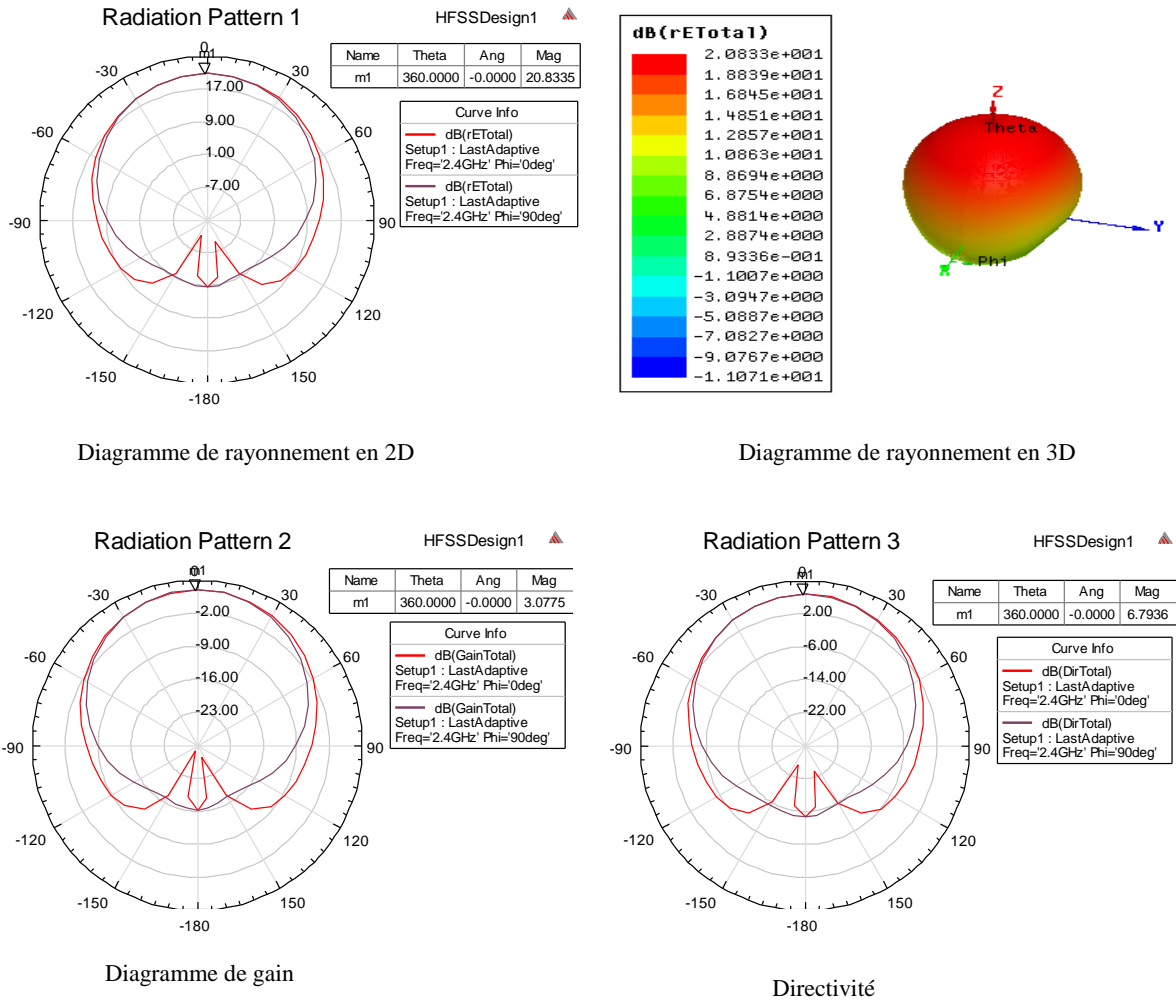 Radiation Pattern 1
HFSSDesign1
Name Theta Ang Mag
m1 360.0000 -0.0000 20.8335
Curve Info
dB(rETotal)
Setup1 : LastAdaptive
Freq='2.4GHz' Phi='0deg'
dB(rETotal)
Setup1 : LastAdaptive
Freq='2.4GHz' Phi='90deg'
0
m1
-30
30
17.00
-60
60
9.00
1.00
-7.00
-90
90
-120
120
-150
150
-180
dB(rETotal)
2.0833e+001
1.8839e+001
1.6845e+001
1.4851e+001
1.2857e+001
1.0863e+001
8.8694e+000
6.8754e+000
4.8814e+000
2.8874e+000
8.9336e-001
-1.1007e+000
-3.0947e+000
-5.0887e+000
-7.0827e+000
-9.0767e+000
-1.1071e+001
Z
Theta
Y
Phi
X
Diagramme de rayonnement en 2D
Diagramme de rayonnement en 3D
Radiation Pattern 2
HFSSDesign1
Name Theta Ang Mag
m1 360.0000 -0.0000 3.0775
Curve Info
dB(GainTotal)
Setup1 : LastAdaptive
Freq='2.4GHz' Phi='0deg'
dB(GainTotal)
Setup1 : LastAdaptive
Freq='2.4GHz' Phi='90deg'
0
m1
-30
30
-2.00
-60
60
-9.00
-16.00
-23.00
-90
90
-120
120
-150
150
-180
Radiation Pattern 3
HFSSDesign1
Name Theta Ang Mag
m1 360.0000 -0.0000 6.7936
Curve Info
dB(DirTotal)
Setup1 : LastAdaptive
Freq='2.4GHz' Phi='0deg'
dB(DirTotal)
Setup1 : LastAdaptive
Freq='2.4GHz' Phi='90deg'
0
m1
-30
30
2.00
-60
60
-6.00
-14.00
-22.00
-90
90
-120
120
-150
150
-180
Diagramme de gain
Directivité